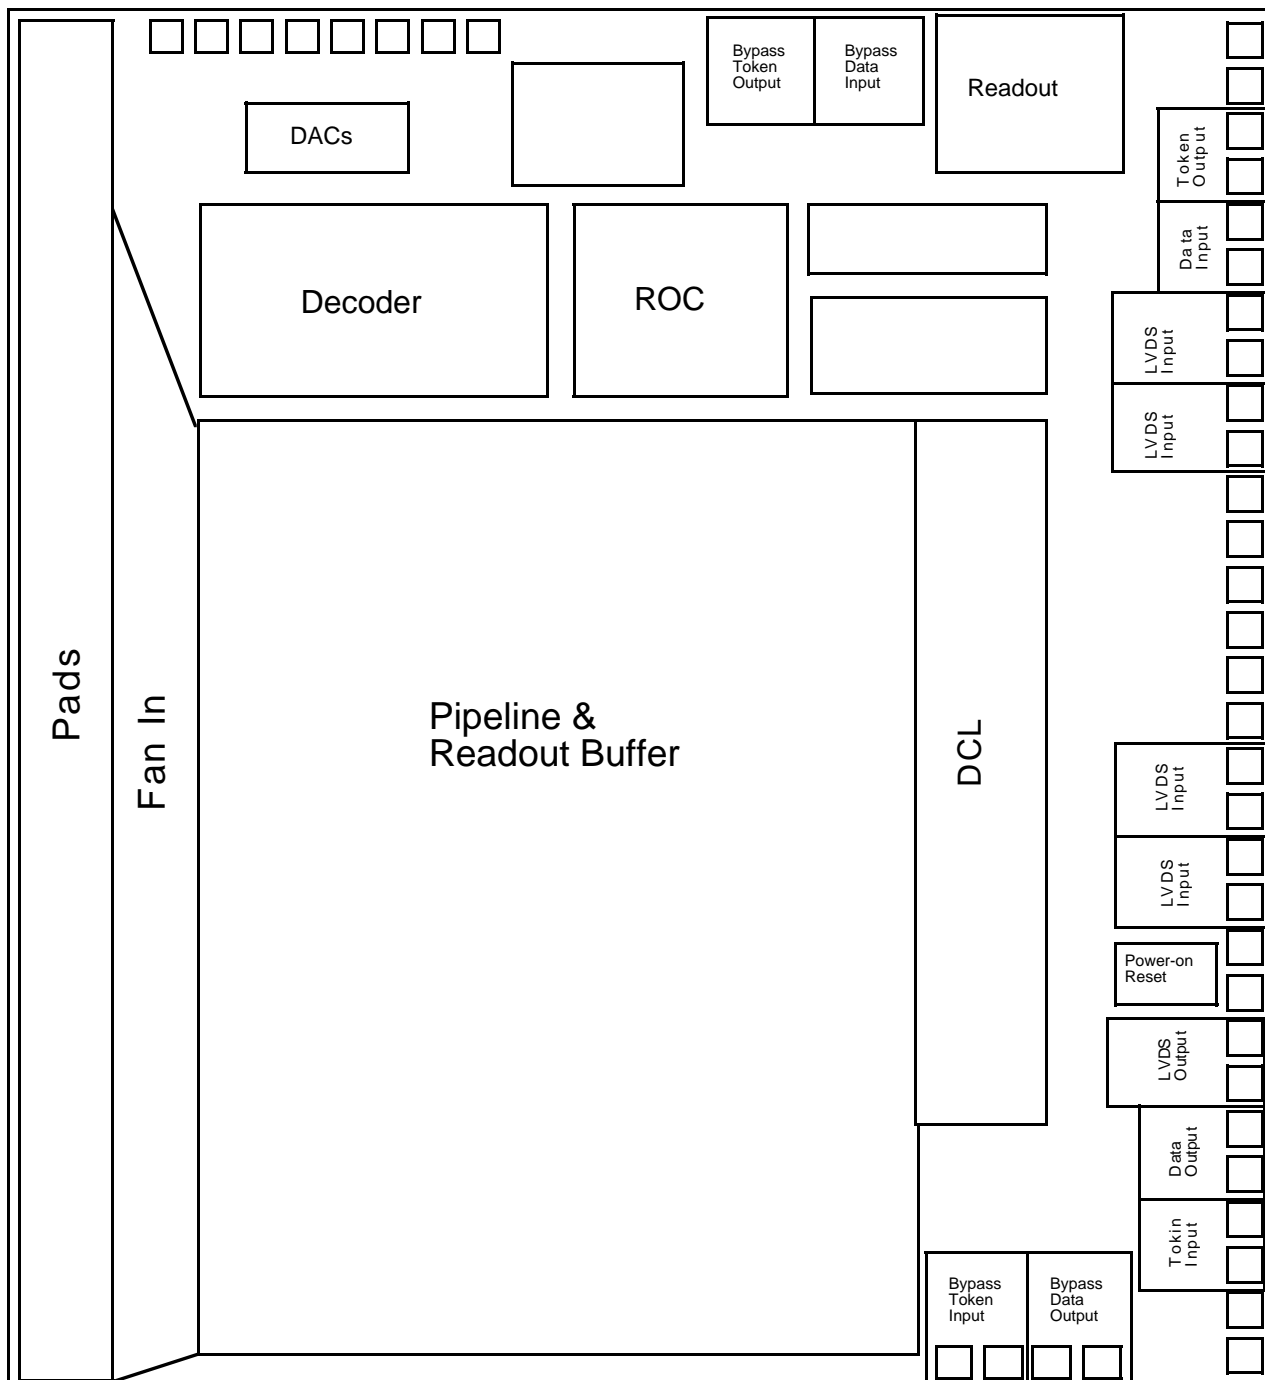 Bypass
Token
Output
Bypass
Data
Input
Readout
DACs
Token
Output
Data
Input
Decoder
ROC
LVDS
Input
LVDS
Input
Pads
Fan In
Pipeline &
Readout Buffer
DCL
LVDS
Input
LVDS
Input
Power-on
Reset
LVDS
Output
Data
Output
Tokin
Input
Bypass
Token
Input
Bypass
Data
Output